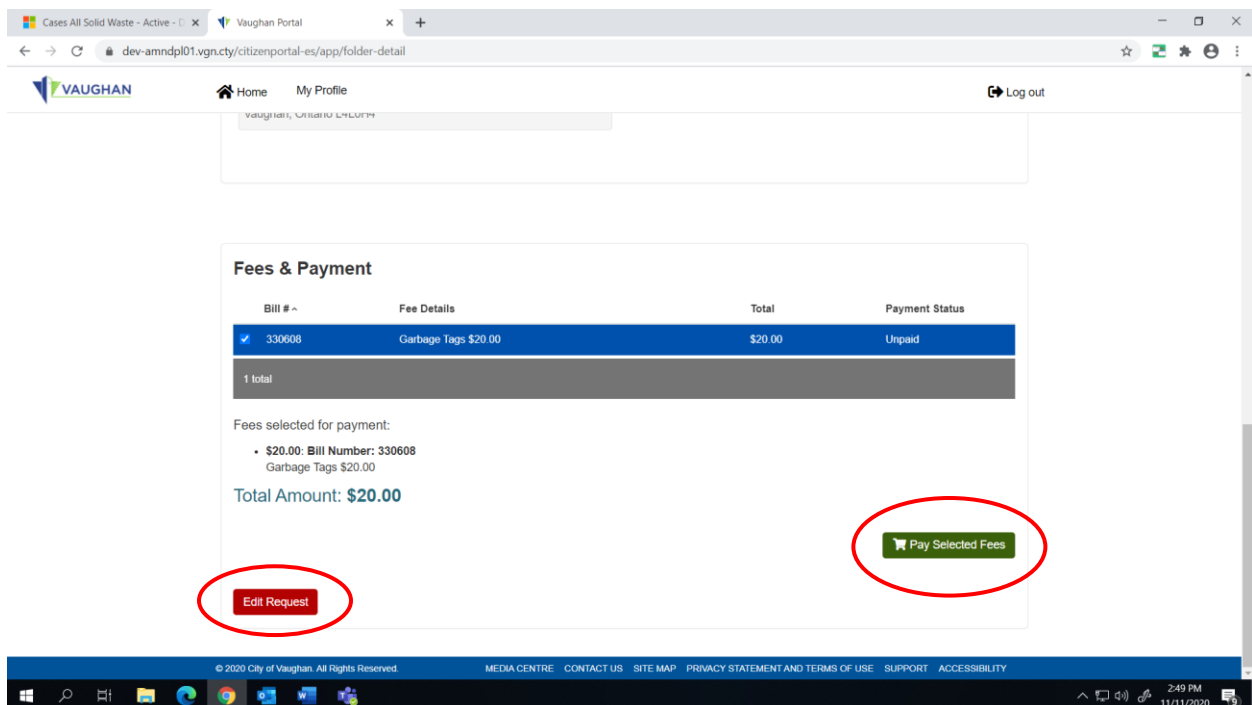 Cases All Solid Waste - Active - D
Vaughan Portal
dev-amndpl01.vgn.cty/citizenportal-es/app/folder-detail
VAUGHAN
Home My Profile Log out
Vaughan, Ontario
Fees & Payment
Bill # Fee Details Total Payment Status
330608 Garbage Tags $20.00 $20.00 Unpaid
1 total
Fees selected for payment:
• $20.00: Bill Number: 330608
Garbage Tags $20.00
Total Amount: $20.00
Pay Selected Fees
Edit Request
© 2020 City of Vaughan. All Rights Reserved. MEDIA CENTRE CONTACT US SITE MAP PRIVACY STATEMENT AND TERMS OF USE SUPPORT ACCESSIBILITY
2:49 PM
11/11/2020